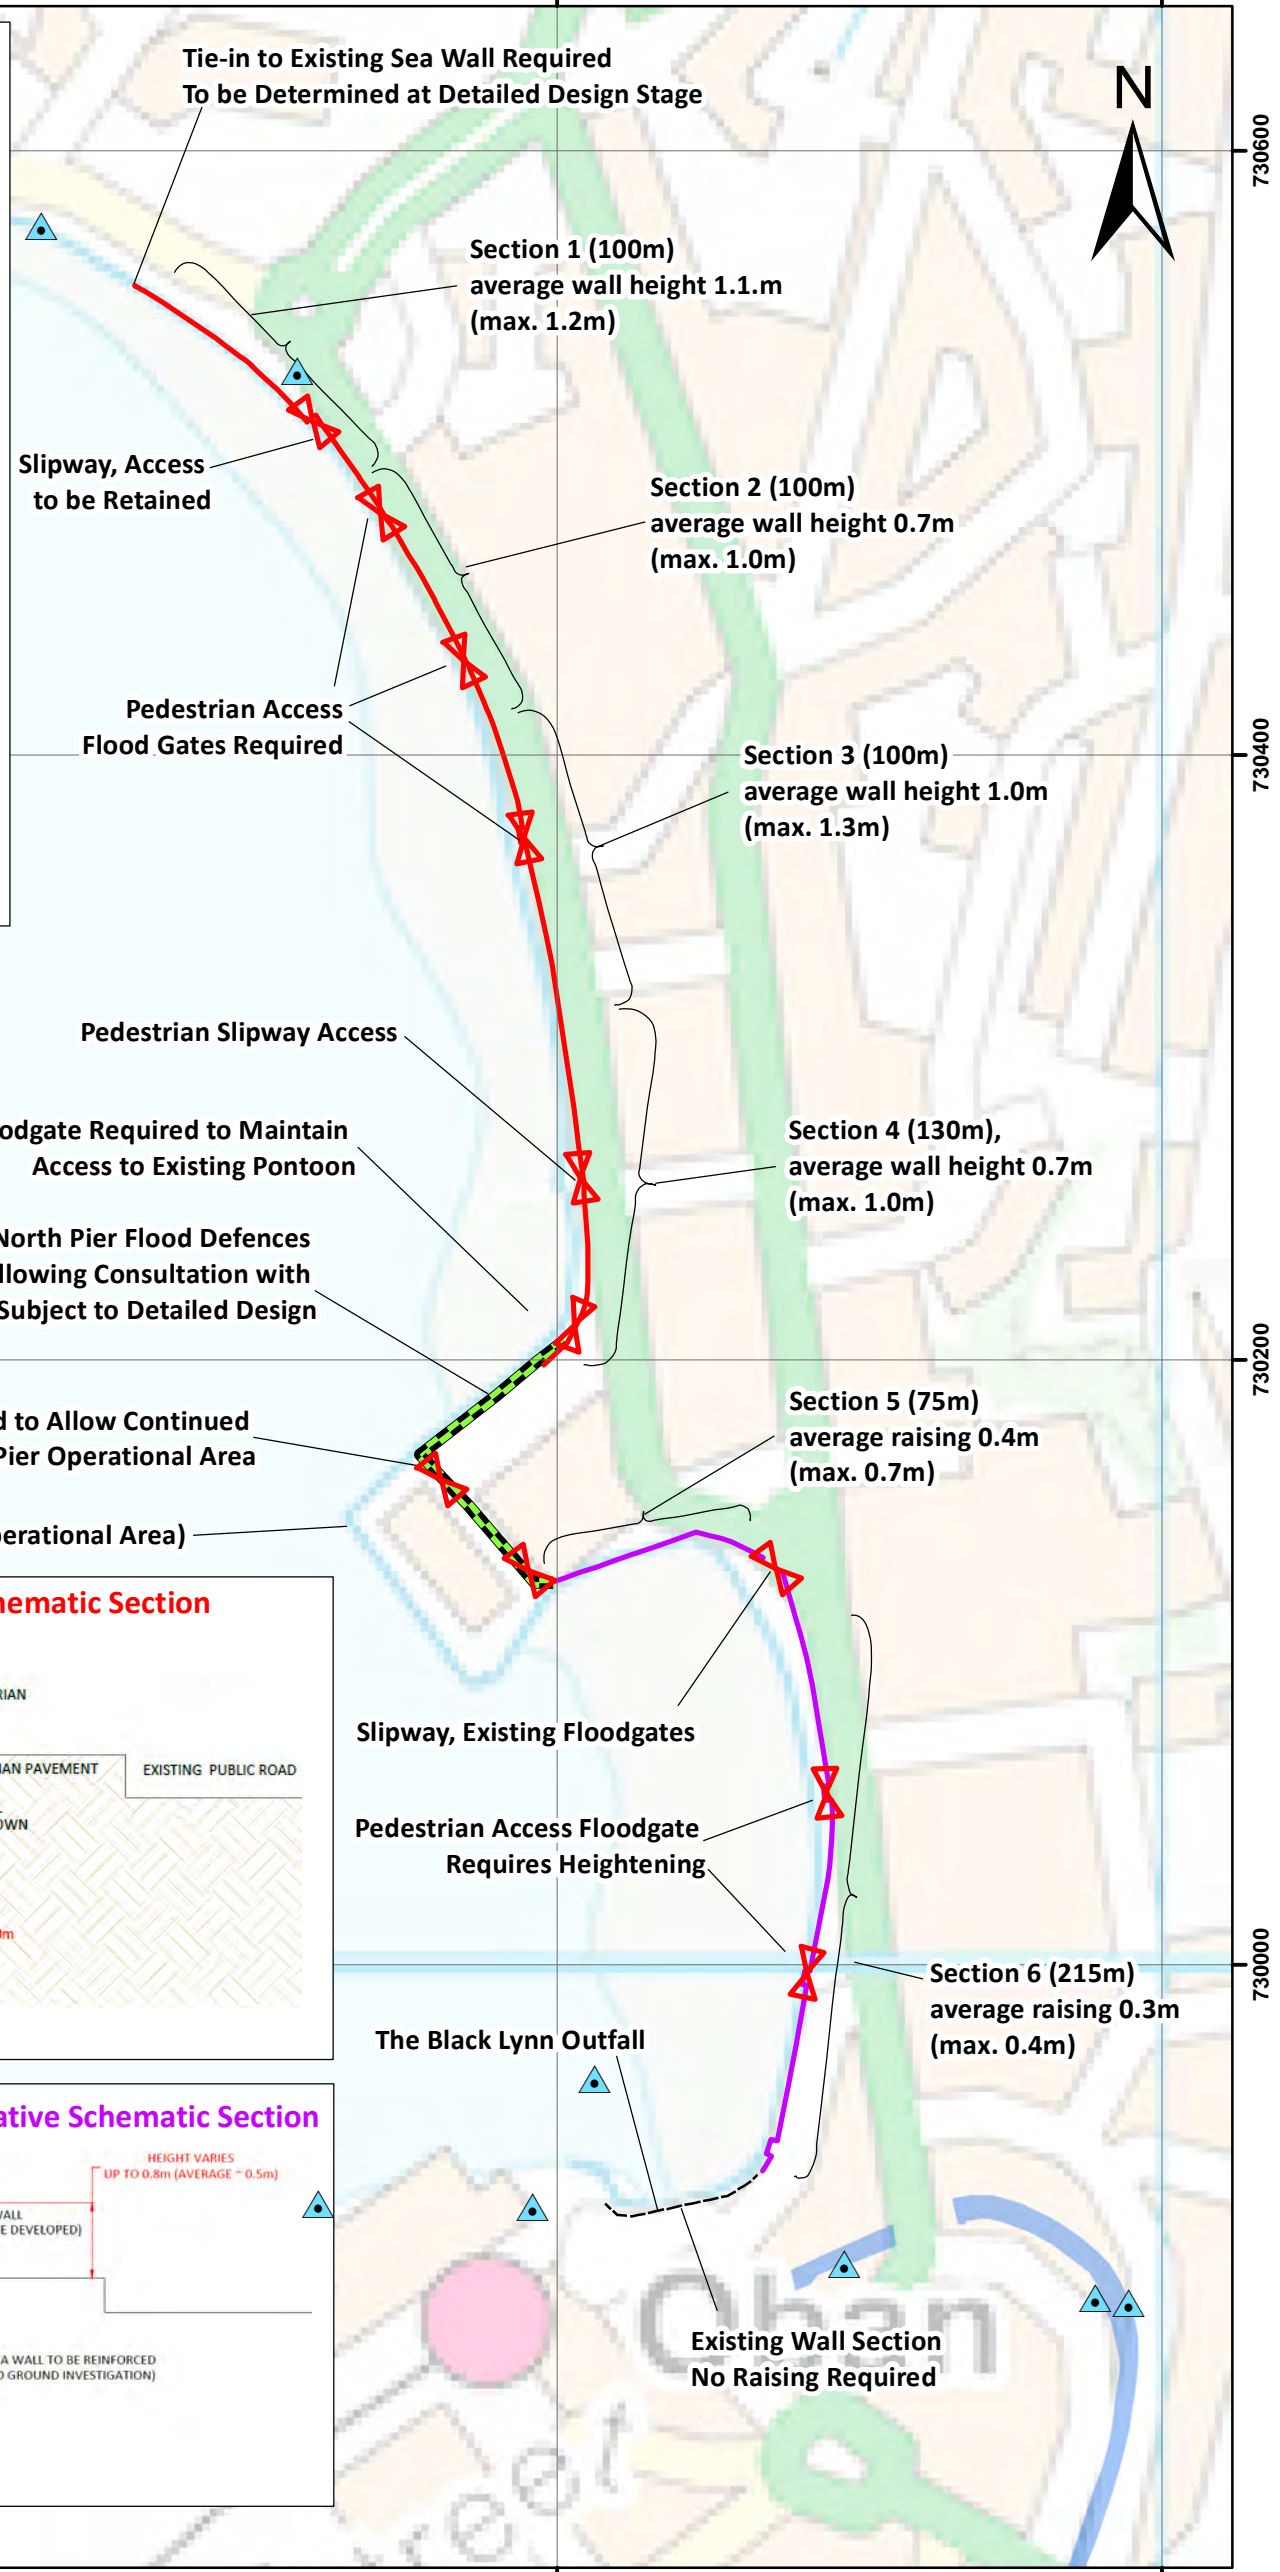 Tie-in to Existing Sea Wall Required
To be Determined at Detailed Design Stage
N
730600
Section 1 (100m)
average wall height 1.1.m
(max. 1.2m)
Slipway, Access
to be Retained
Section 2 (100m)
average wall height 0.7m
(max. 1.0m)
Pedestrian Access
Flood Gates Required
730400
Section 3 (100m)
average wall height 1.0m
(max. 1.3m)
Pedestrian Slipway Access
odgate Required to Maintain
Access to Existing Pontoon
Section 4 (130m),
average wall height 0.7m
(max. 1.0m)
North Pier Flood Defences
llowing Consultation with
Subject to Detailed Design
730200
d to Allow Continued
Pier Operational Area
Section 5 (75m)
average raising 0.4m
(max. 0.7m)
perational Area)
hematic Section
RIAN
IAN PAVEMENT
EXISTING PUBLIC ROAD
OWN
0m
Slipway, Existing Floodgates
Pedestrian Access Floodgate
Requires Heightening
730000
Section 6 (215m)
average raising 0.3m
(max. 0.4m)
The Black Lynn Outfall
ative Schematic Section
HEIGHT VARIES
UP TO 0.8m (AVERAGE ~ 0.5m)
WALL
E DEVELOPED)
A WALL TO BE REINFORCED
O GROUND INVESTIGATION)
Oban
Existing Wall Section
No Raising Required
reet